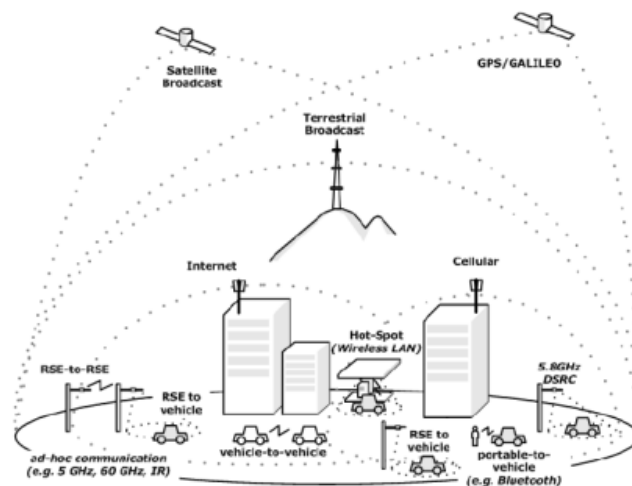 Satellite
Broadcast
GPS/GALILEO
Terrestrial
Broadcast
Internet
Cellular
Hot-Spot
(Wireless LAN)
RSE-to-RSE
5.8GHz
DSRC
RSE to
vehicle
ad-hoc communication
(e.g. 5 GHz, 60 GHz, IR)
vehicle-to-vehicle
RSE to
vehicle
portable-to-
vehicle
(e.g. Bluetooth)